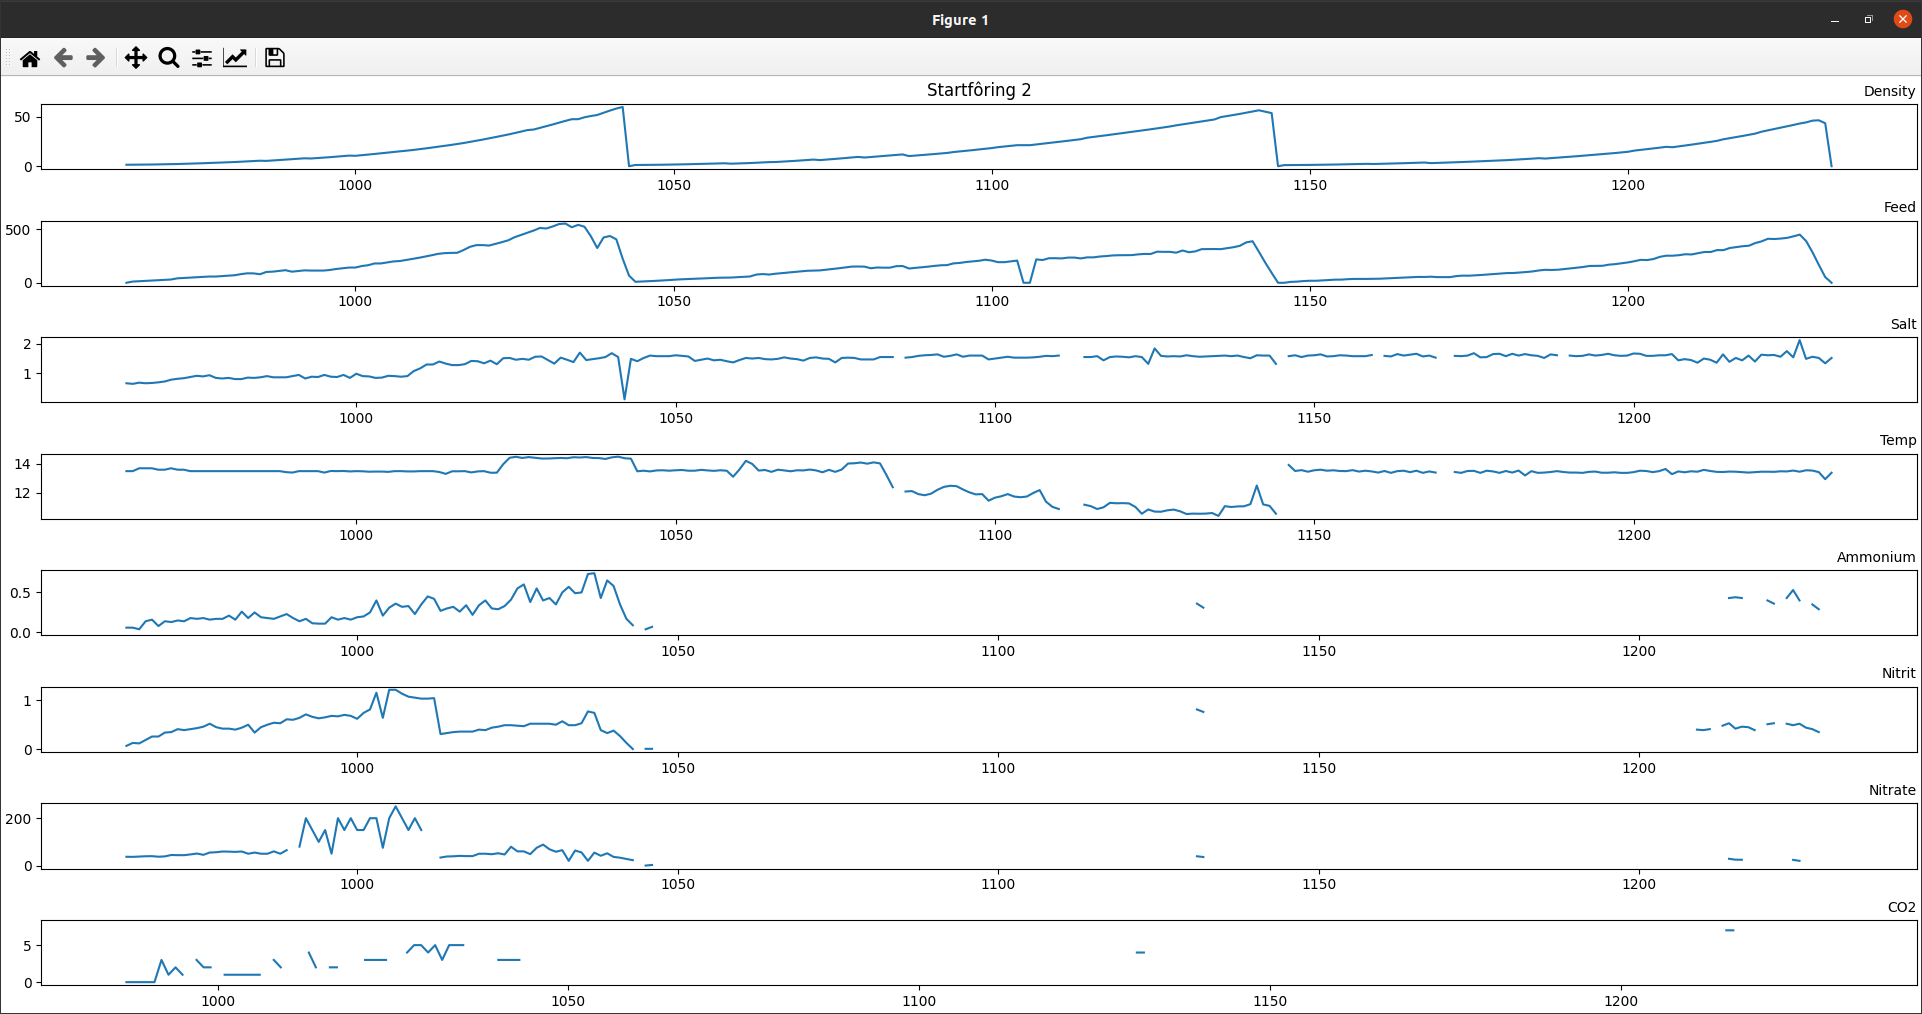 Figure 1
Startfôring 2
Density
50
0
1000 1050 1100 1150 1200
Feed
500
0
1000 1050 1100 1150 1200
Salt
2
1
1000 1050 1100 1150 1200
Temp
14
12
1000 1050 1100 1150 1200
Ammonium
0.5
0.0
1000 1050 1100 1150 1200
Nitrit
1
0
1000 1050 1100 1150 1200
Nitrate
200
0
1000 1050 1100 1150 1200
CO2
5
0
1000 1050 1100 1150 1200